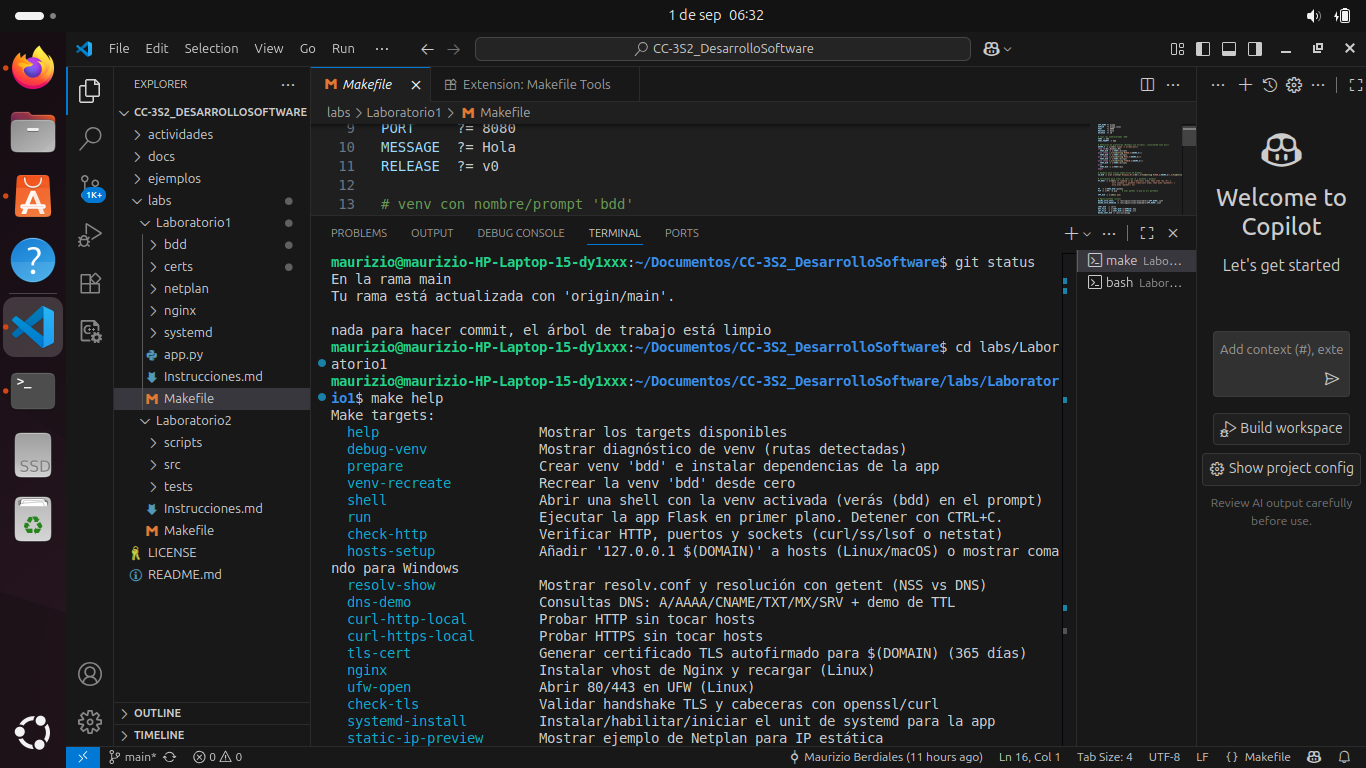 1 de sep 06:32
File Edit Selection View Go Run ···
CC-3S2_DesarrolloSoftware
EXPLORER
CC-3S2_DESARROLLOSOFTWARE
actividades
docs
ejemplos
labs
Laboratorio1
bdd
certs
netplan
nginx
systemd
app.py
Instrucciones.md
Makefile
Laboratorio2
scripts
src
tests
Instrucciones.md
Makefile
LICENSE
README.md
OUTLINE
TIMELINE
1K+
SSD
Makefile
Extension: Makefile Tools
labs > Laboratorio1 > Makefile
9 PORT ?= 8080
10 MESSAGE ?= Hola
11 RELEASE ?= v0
12
13 # venv con nombre/prompt 'bdd'
PROBLEMS OUTPUT DEBUG CONSOLE TERMINAL PORTS
maurizio@maurizio-HP-Laptop-15-dy1xxx:~/Documentos/CC-3S2_DesarrolloSoftware$ git status
En la rama main
Tu rama está actualizada con 'origin/main'.
nada para hacer commit, el árbol de trabajo está limpio
maurizio@maurizio-HP-Laptop-15-dy1xxx:~/Documentos/CC-3S2_DesarrolloSoftware$ cd labs/Labor
atorio1
maurizio@maurizio-HP-Laptop-15-dy1xxx:~/Documentos/CC-3S2_DesarrolloSoftware/labs/Laborator
io1$ make help
Make targets:
help Mostrar los targets disponibles
debug-venv Mostrar diagnóstico de venv (rutas detectadas)
prepare Crear venv 'bdd' e instalar dependencias de la app
venv-recreate Recrear la venv 'bdd' desde cero
shell Abrir una shell con la venv activada (verás (bdd) en el prompt)
run Ejecutar la app Flask en primer plano. Detener con CTRL+C.
check-http Verificar HTTP, puertos y sockets (curl/ss/lsof o netstat)
hosts-setup Añadir '127.0.0.1 $(DOMAIN)' a hosts (Linux/macOS) o mostrar coma
ndo para Windows
resolv-show Mostrar resolv.conf y resolución con getent (NSS vs DNS)
dns-demo Consultas DNS: A/AAAA/CNAME/TXT/MX/SRV + demo de TTL
curl-http-local Probar HTTP sin tocar hosts
curl-https-local Probar HTTPS sin tocar hosts
tls-cert Generar certificado TLS autofirmado para $(DOMAIN) (365 días)
nginx Instalar vhost de Nginx y recargar (Linux)
ufw-open Abrir 80/443 en UFW (Linux)
check-tls Validar handshake TLS y cabeceras con openssl/curl
systemd-install Instalar/habilitar/iniciar el unit de systemd para la app
static-ip-preview Mostrar ejemplo de Netplan para IP estática
make Labo...
bash Labor...
Welcome to
Copilot
Let's get started
Add context (#), exte
Build workspace
Show project config
Review AI output carefully
before use.
main* 0 0 Maurizio Berdiales (11 hours ago) Ln 16, Col 1 Tab Size: 4 UTF-8 LF { } Makefile